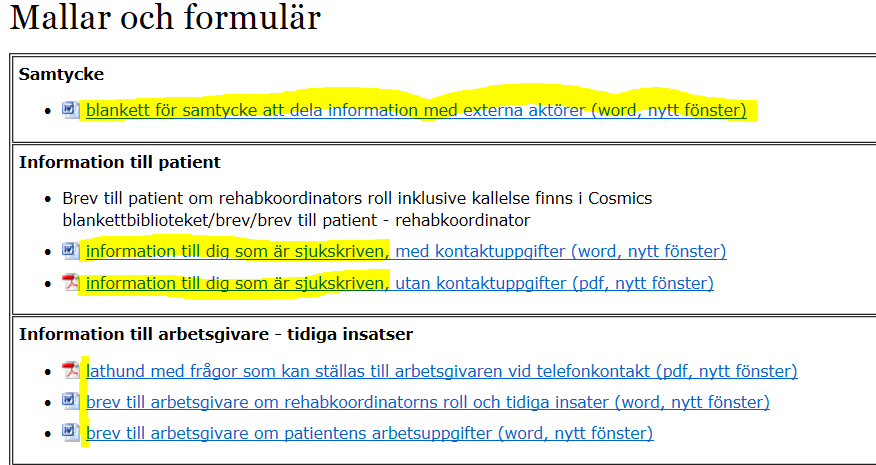 Mallar och formulär
Samtycke
• blankett för samtycke att dela information med externa aktörer (word, nytt fönster)
Information till patient
• Brev till patient om rehabkoordinators roll inklusive kallelse finns i Cosmics
blankettbiblioteket/brev/brev till patient - rehabkoordinator
• information till dig som är sjukskriven, med kontaktuppgifter (word, nytt fönster)
• information till dig som är sjukskriven, utan kontaktuppgifter (pdf, nytt fönster)
Information till arbetsgivare - tidiga insatser
• lathund med frågor som kan ställas till arbetsgivaren vid telefonkontakt (pdf, nytt fönster)
• brev till arbetsgivare om rehabkoordinatorns roll och tidiga insater (word, nytt fönster)
• brev till arbetsgivare om patientens arbetsuppgifter (word, nytt fönster)